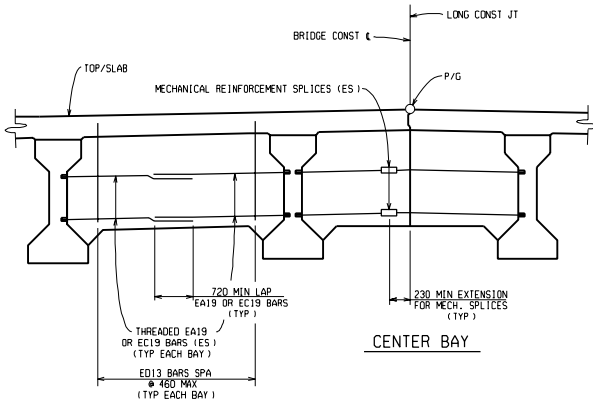 LONG CONST JT
BRIDGE CONST ℄
TOP/SLAB
P/G
MECHANICAL REINFORCEMENT SPLICES (ES)
720 MIN LAP
EA19 OR EC19 BARS
(TYP)
230 MIN EXTENSION
FOR MECH. SPLICES
(TYP)
THREADED EA19
OR EC19 BARS (ES)
(TYP EACH BAY)
CENTER BAY
ED13 BARS SPA
@ 460 MAX
(TYP EACH BAY)